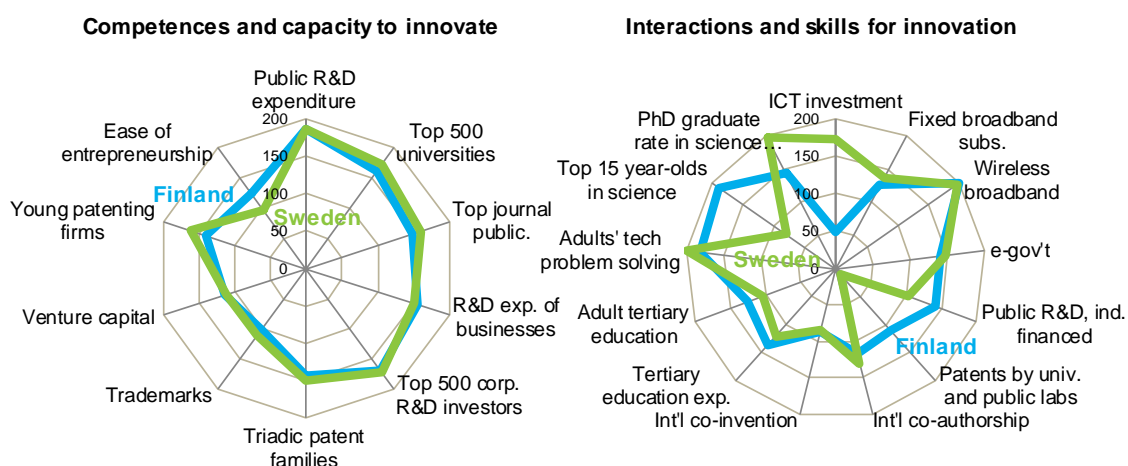 Competences and capacity to innovate
Public R&D
expenditure
Top 500
universities
Top journal
public.
R&D exp. of
businesses
Top 500 corp.
R&D investors
Triadic patent
families
Trademarks
Venture capital
Young patenting
firms
Ease of
entrepreneurship
200
150
100
50
0
Finland
Sweden
Interactions and skills for innovation
ICT investment
Fixed broadband
subs.
Wireless
broadband
e-gov't
Public R&D, ind.
financed
Patents by univ.
and public labs
Int'l co-authorship
Int'l co-invention
Tertiary
education exp.
Adult tertiary
education
Adults' tech
problem solving
Top 15 year-olds
in science
PhD graduate
rate in science…
200
150
100
50
0
Sweden
Finland